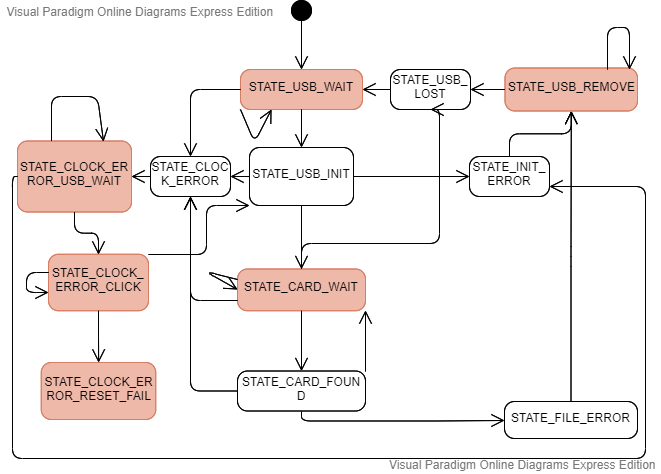 Visual Paradigm Online Diagrams Express Edition
STATE_USB_WAIT
STATE_USB_
LOST
STATE_USB_REMOVE
STATE_CLOCK_ER
ROR_USB_WAIT
STATE_CLOC
K_ERROR
STATE_USB_INIT
STATE_INIT_
ERROR
STATE_CLOCK_
ERROR_CLICK
STATE_CARD_WAIT
STATE_CLOCK_ER
ROR_RESET_FAIL
STATE_CARD_FOUN
D
STATE_FILE_ERROR
Visual Paradigm Online Diagrams Express Edition